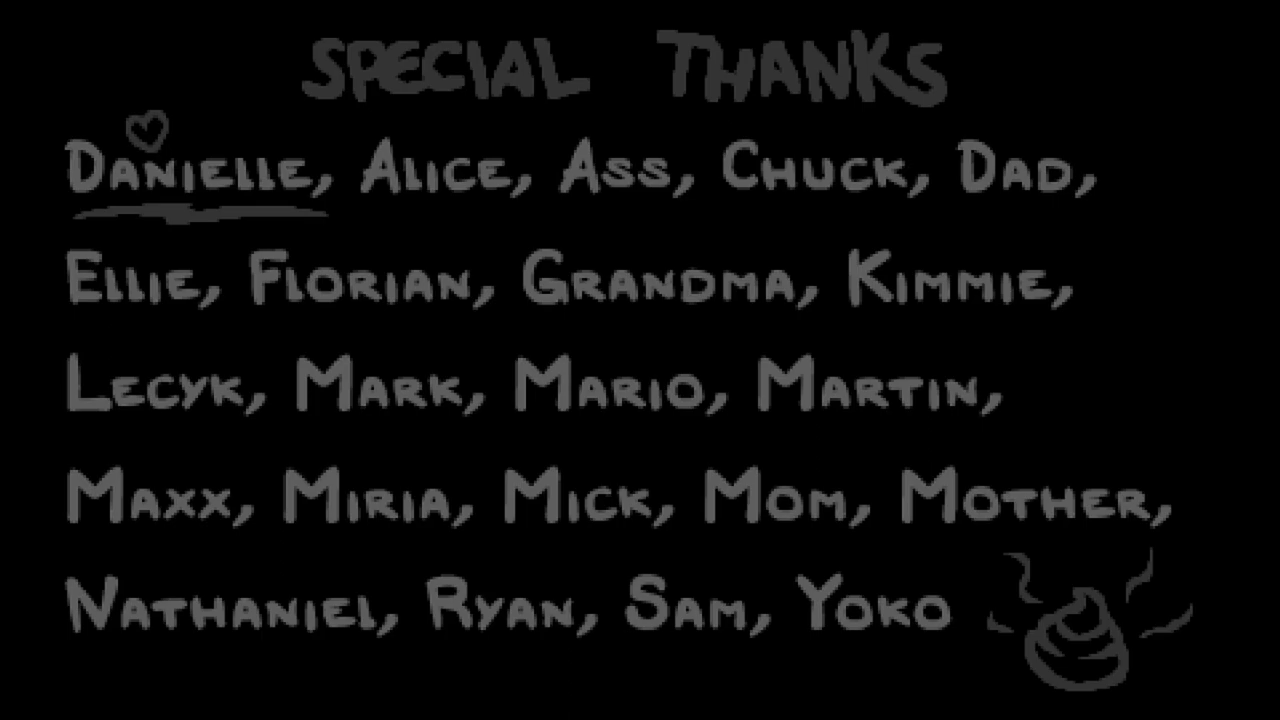 SPECIAL THANKS
DANIELLE, ALICE, ASS, CHUCK, DAD,
ELLIE, FLORIAN, GRANDMA, KIMMIE,
LECYK, MARK, MARIO, MARTIN,
MAXX, MIRIA, MICK, MOM, MOTHER,
NATHANIEL, RYAN, SAM, YOKO